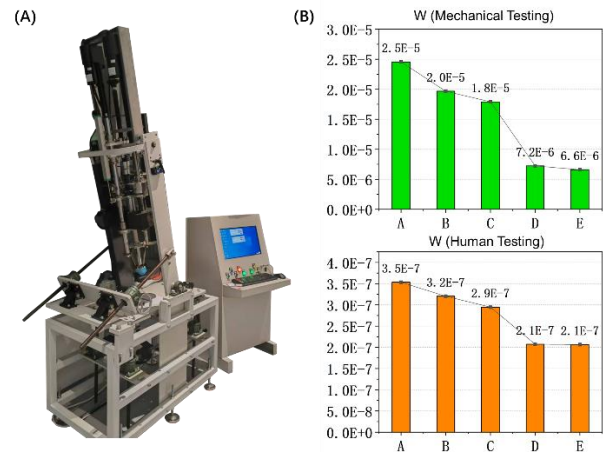 (A)
(B)
W (Mechanical Testing)
3.0E-5
2.5E-5
2.0E-5
1.5E-5
1.0E-5
5.0E-6
0.0E+0
2.5E-5
2.0E-5
1.8E-5
7.2E-6
6.6E-6
A B C D E
W (Human Testing)
4.0E-7
3.5E-7
3.0E-7
2.5E-7
2.0E-7
1.5E-7
1.0E-7
5.0E-8
0.0E+0
3.5E-7
3.2E-7
2.9E-7
2.1E-7
2.1E-7
A B C D E